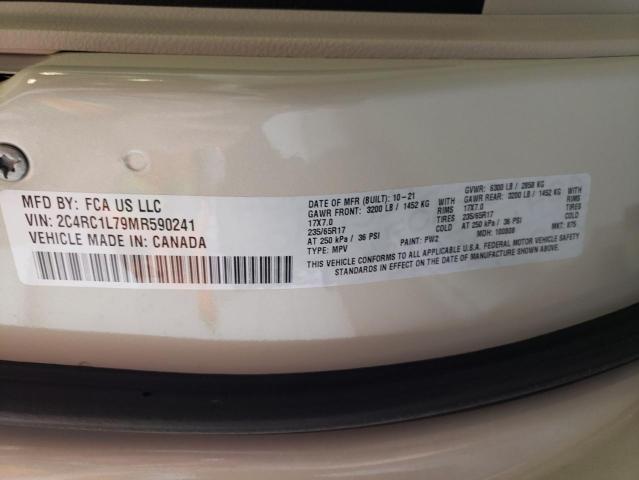 MFD BY: FCA US LLC
VIN: 2C4RC1L79MR590241
VEHICLE MADE IN: CANADA
DATE OF MFR (BUILT): 10-21
GAWR FRONT: 3200 LB / 1452 KG WITH
17X7.0 RIMS
235/65R17 TIRES
AT 250 kPa / 36 PSI COLD
TYPE: MPV PAINT: PW2
GVWR: 6300 LB / 2858 KG
GAWR REAR: 3200 LB / 1452 KG WITH
17X7.0 RIMS
235/65R17 TIRES
AT 250 kPa / 36 PSI COLD
MDH: 100808 MKT: 875
THIS VEHICLE CONFORMS TO ALL APPLICABLE U.S.A. FEDERAL MOTOR VEHICLE SAFETY
STANDARDS IN EFFECT ON THE DATE OF MANUFACTURE SHOWN ABOVE.